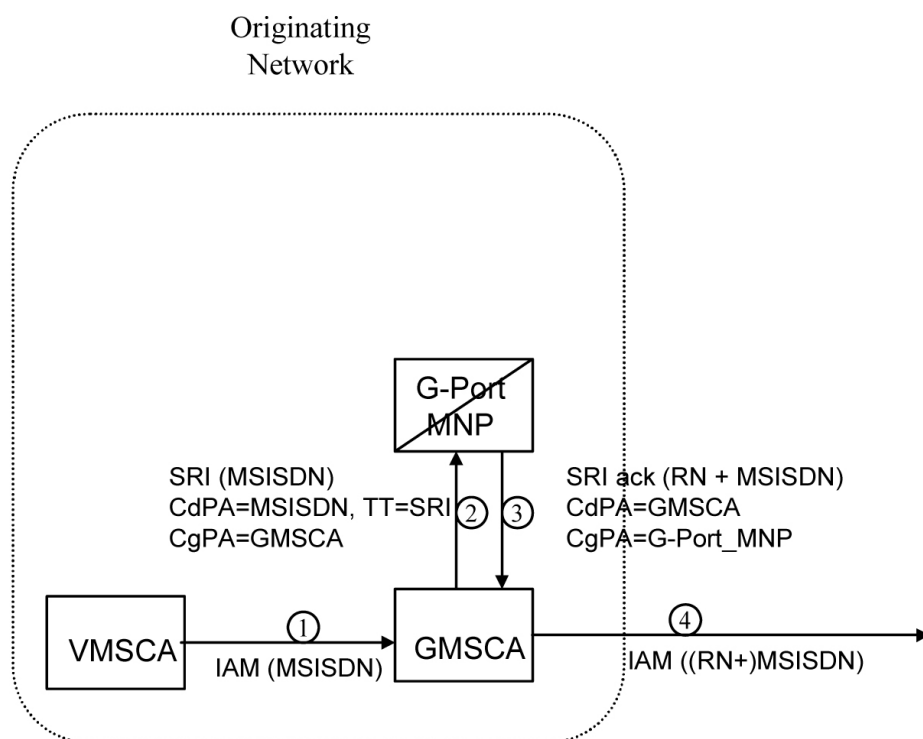 Originating
Network
G-Port
MNP
SRI (MSISDN)
CdPA=MSISDN, TT=SRI
CgPA=GMSCA
2
3
SRI ack (RN + MSISDN)
CdPA=GMSCA
CgPA=G-Port_MNP
VMSCA
1
IAM (MSISDN)
GMSCA
4
IAM ((RN+)MSISDN)